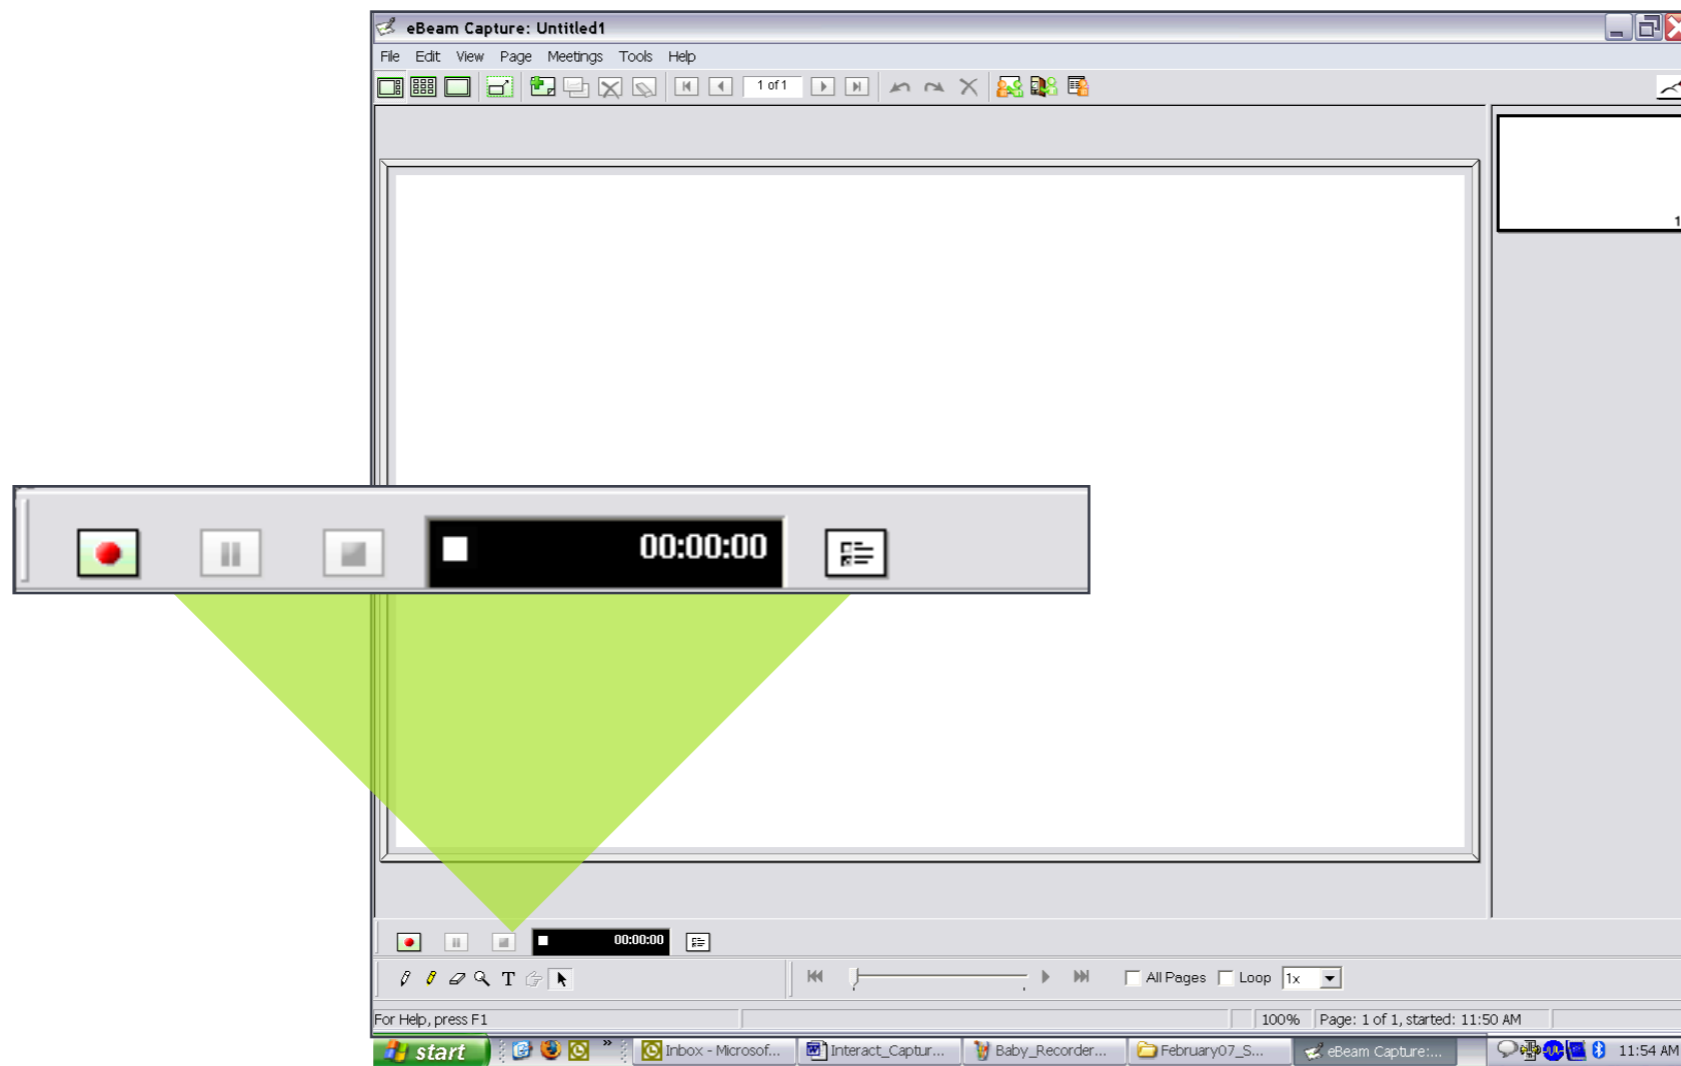 eBeam Capture: Untitled1
File Edit View Page Meetings Tools Help
1 of 1
1
00:00:00
00:00:00
T
All Pages Loop 1x
For Help, press F1 100% Page: 1 of 1, started: 11:50 AM
start » Inbox - Microsof... Interact_Captur... Baby_Recorder... February07_S... eBeam Capture:... 11:54 AM